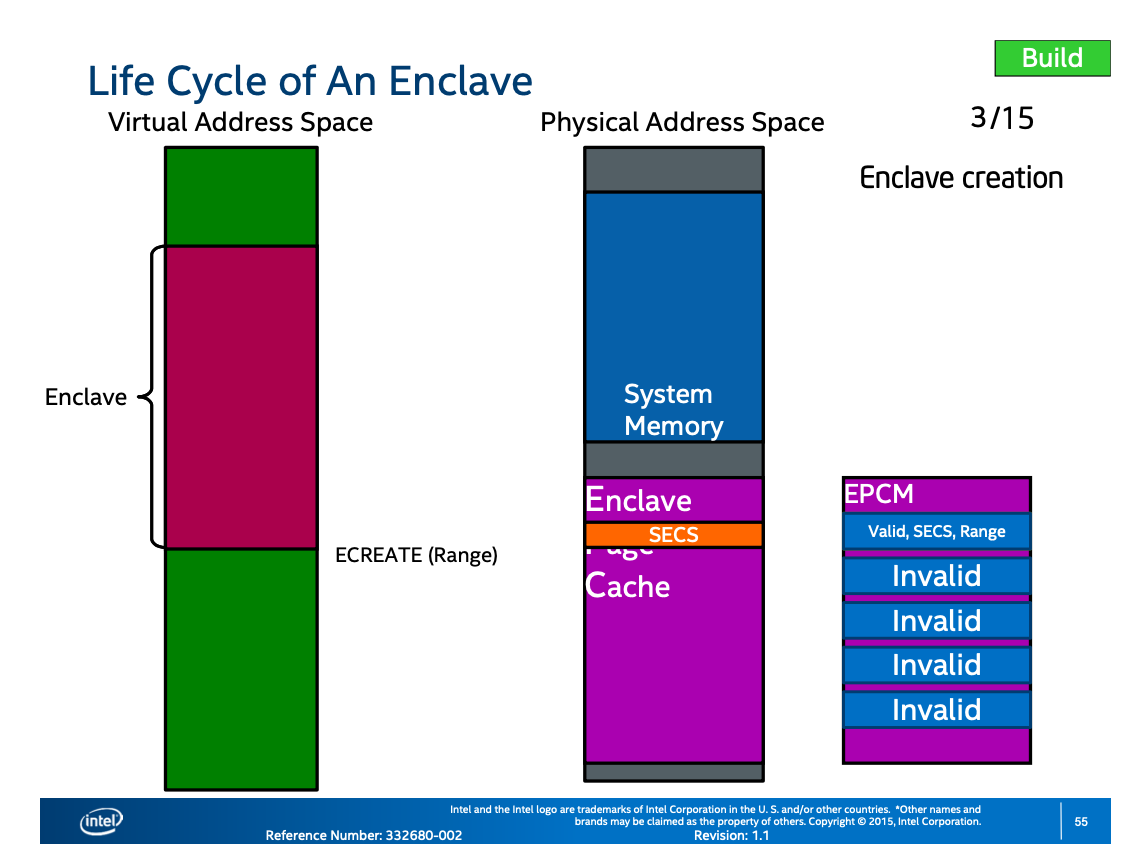 Build
Life Cycle of An Enclave
Virtual Address Space
Physical Address Space
3/15
Enclave creation
Enclave
ECREATE (Range)
System
Memory
Enclave
SECS
Page
Cache
EPCM
Valid, SECS, Range
Invalid
Invalid
Invalid
Invalid
intel
Intel and the Intel logo are trademarks of Intel Corporation in the U. S. and/or other countries. *Other names and
brands may be claimed as the property of others. Copyright © 2015, Intel Corporation.
Reference Number: 332680-002
Revision: 1.1
55